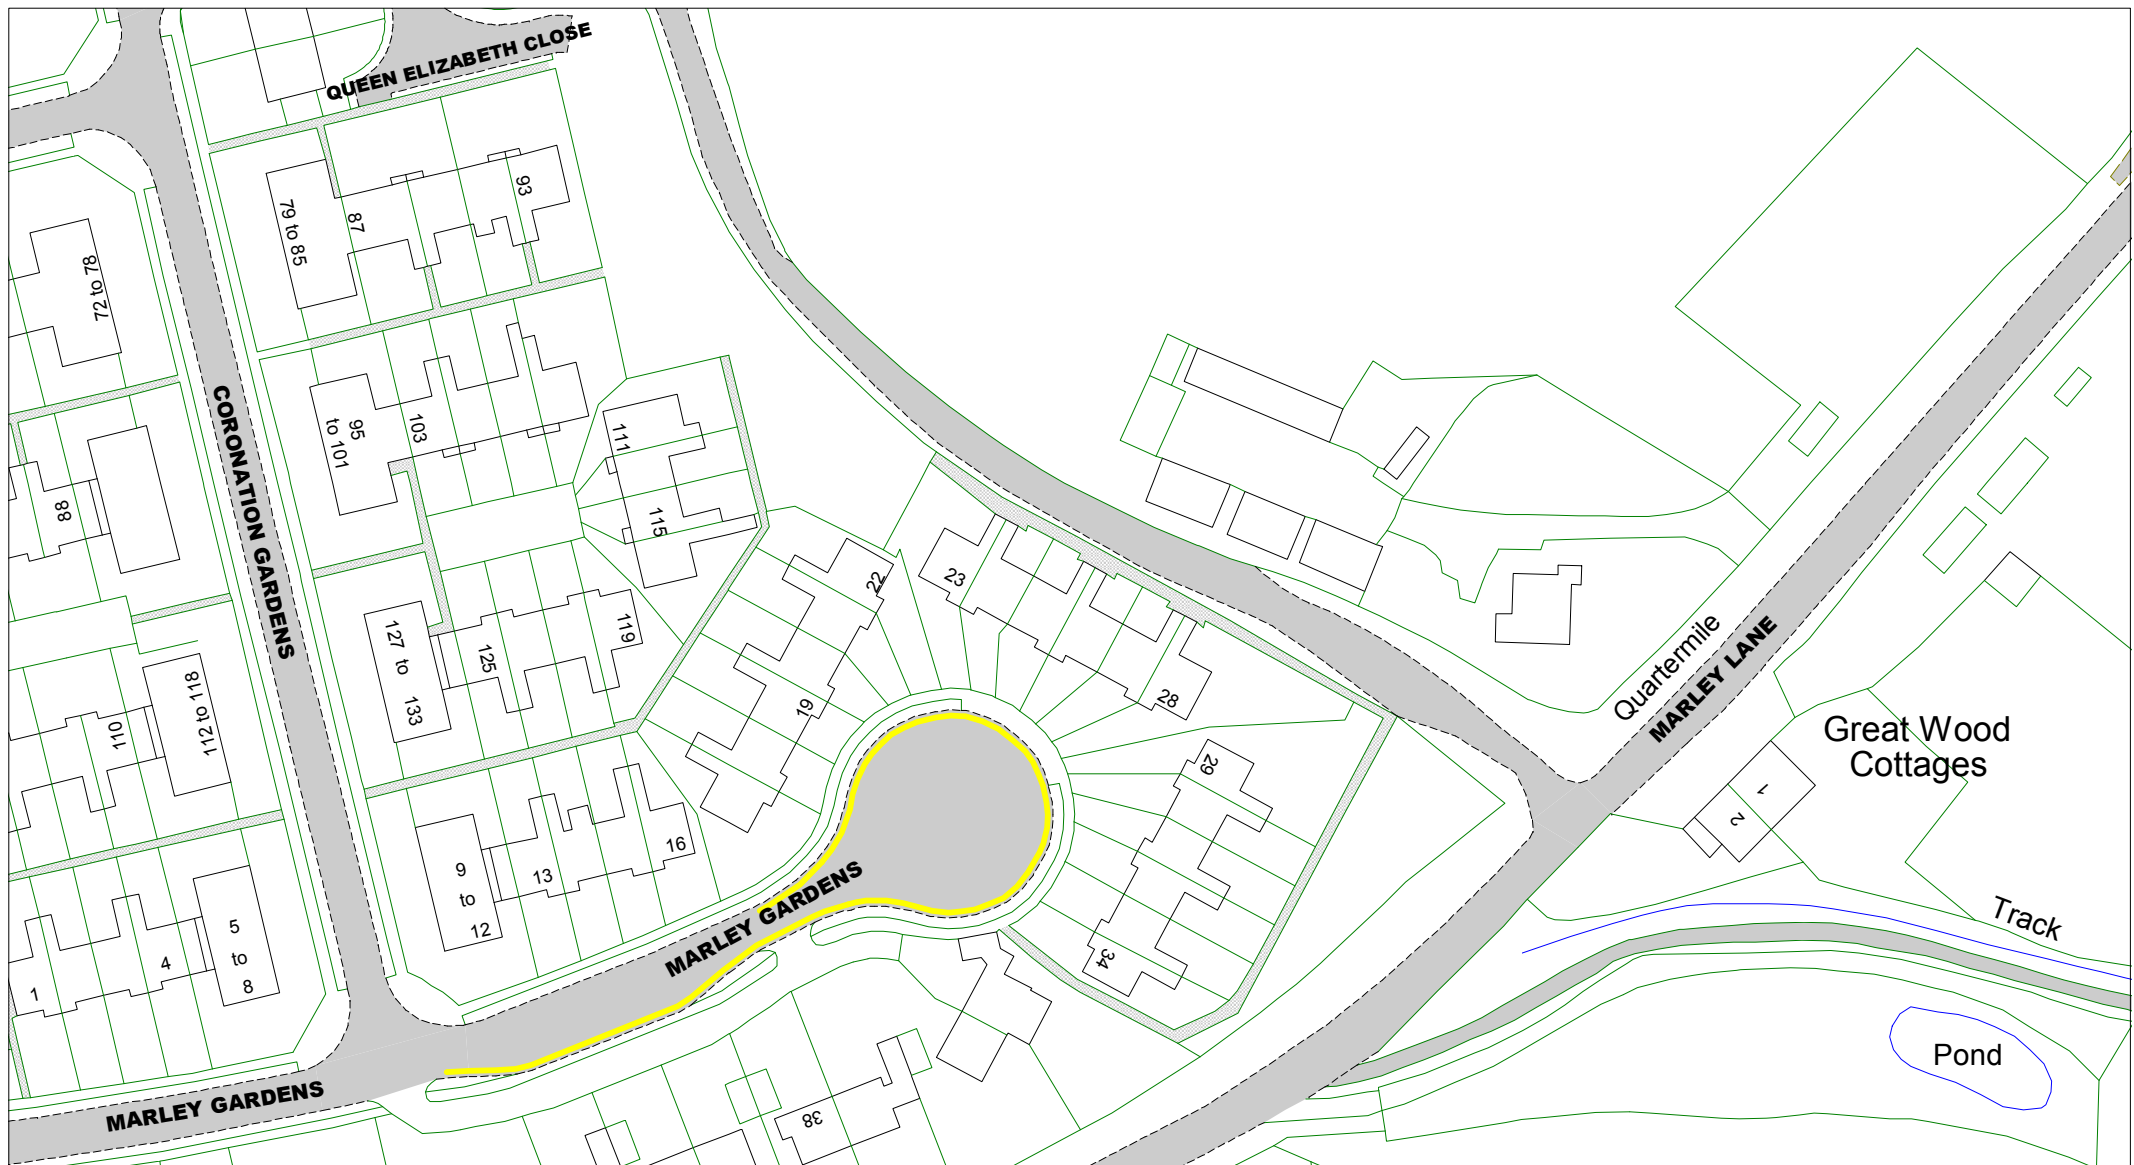 QUEEN ELIZABETH CLOSE
93
87
79 to 85
72 to 78
CORONATION GARDENS
95
to 101
103
111
115
88
22
23
28
127 to
133
125
119
19
110
112 to 118
29
34
9
to
12
13
16
MARLEY GARDENS
5
to
8
4
1
MARLEY GARDENS
38
Quartermile
MARLEY LANE
Great Wood
Cottages
1
2
Track
Pond